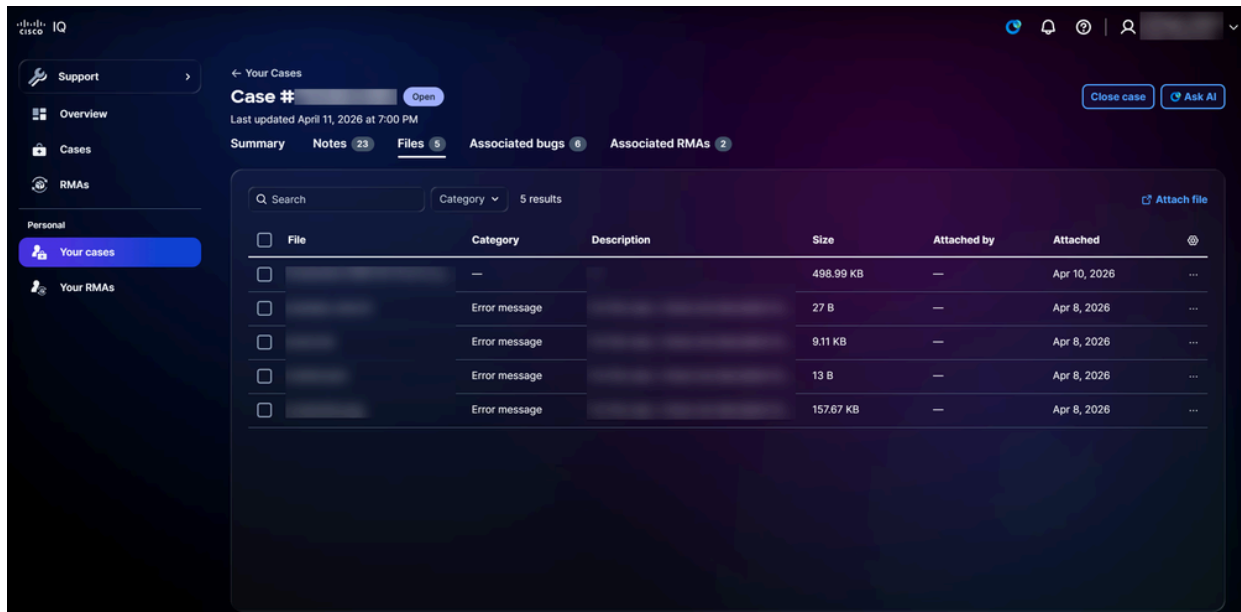 cisco IQ
Support
Overview
Cases
RMAs
Personal
Your cases
Your RMAs
← Your Cases
Case # Open
Last updated April 11, 2026 at 7:00 PM
Close case Ask AI
Summary Notes 23 Files 5 Associated bugs 6 Associated RMAs 2
Search Category 5 results Attach file
File Category Description Size Attached by Attached
— 498.99 KB — Apr 10, 2026 ...
Error message 27 B — Apr 8, 2026 ...
Error message 9.11 KB — Apr 8, 2026 ...
Error message 13 B — Apr 8, 2026 ...
Error message 157.67 KB — Apr 8, 2026 ...